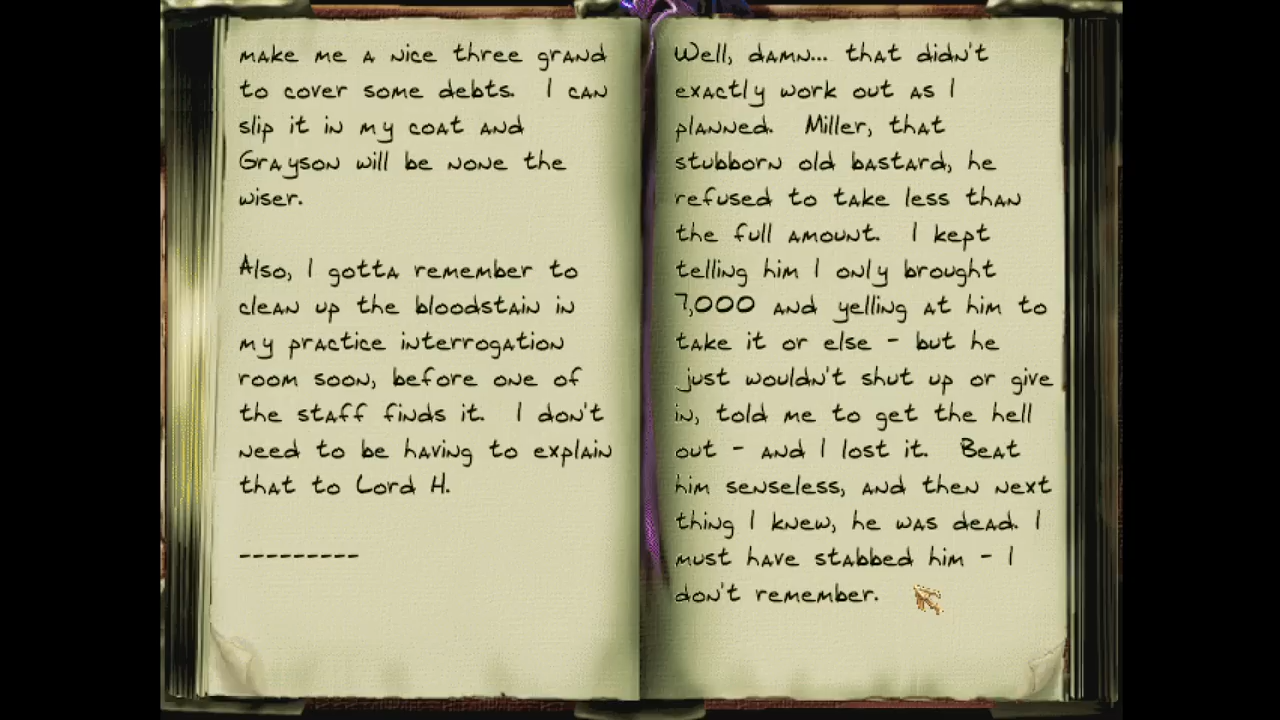 make me a nice three grand
to cover some debts.  I can
slip it in my coat and
Grayson will be none the
wiser.
Also, I gotta remember to
clean up the bloodstain in
my practice interrogation
room soon, before one of
the staff finds it.  I don't
need to be having to explain
that to Lord H.
---------
Well, damn... that didn't
exactly work out as I
planned.  Miller, that
stubborn old bastard, he
refused to take less than
the full amount.  I kept
telling him I only brought
7,000 and yelling at him to
take it or else - but he
just wouldn't shut up or give
in, told me to get the hell
out - and I lost it.  Beat
him senseless, and then next
thing I knew, he was dead. I
must have stabbed him - I
don't remember.